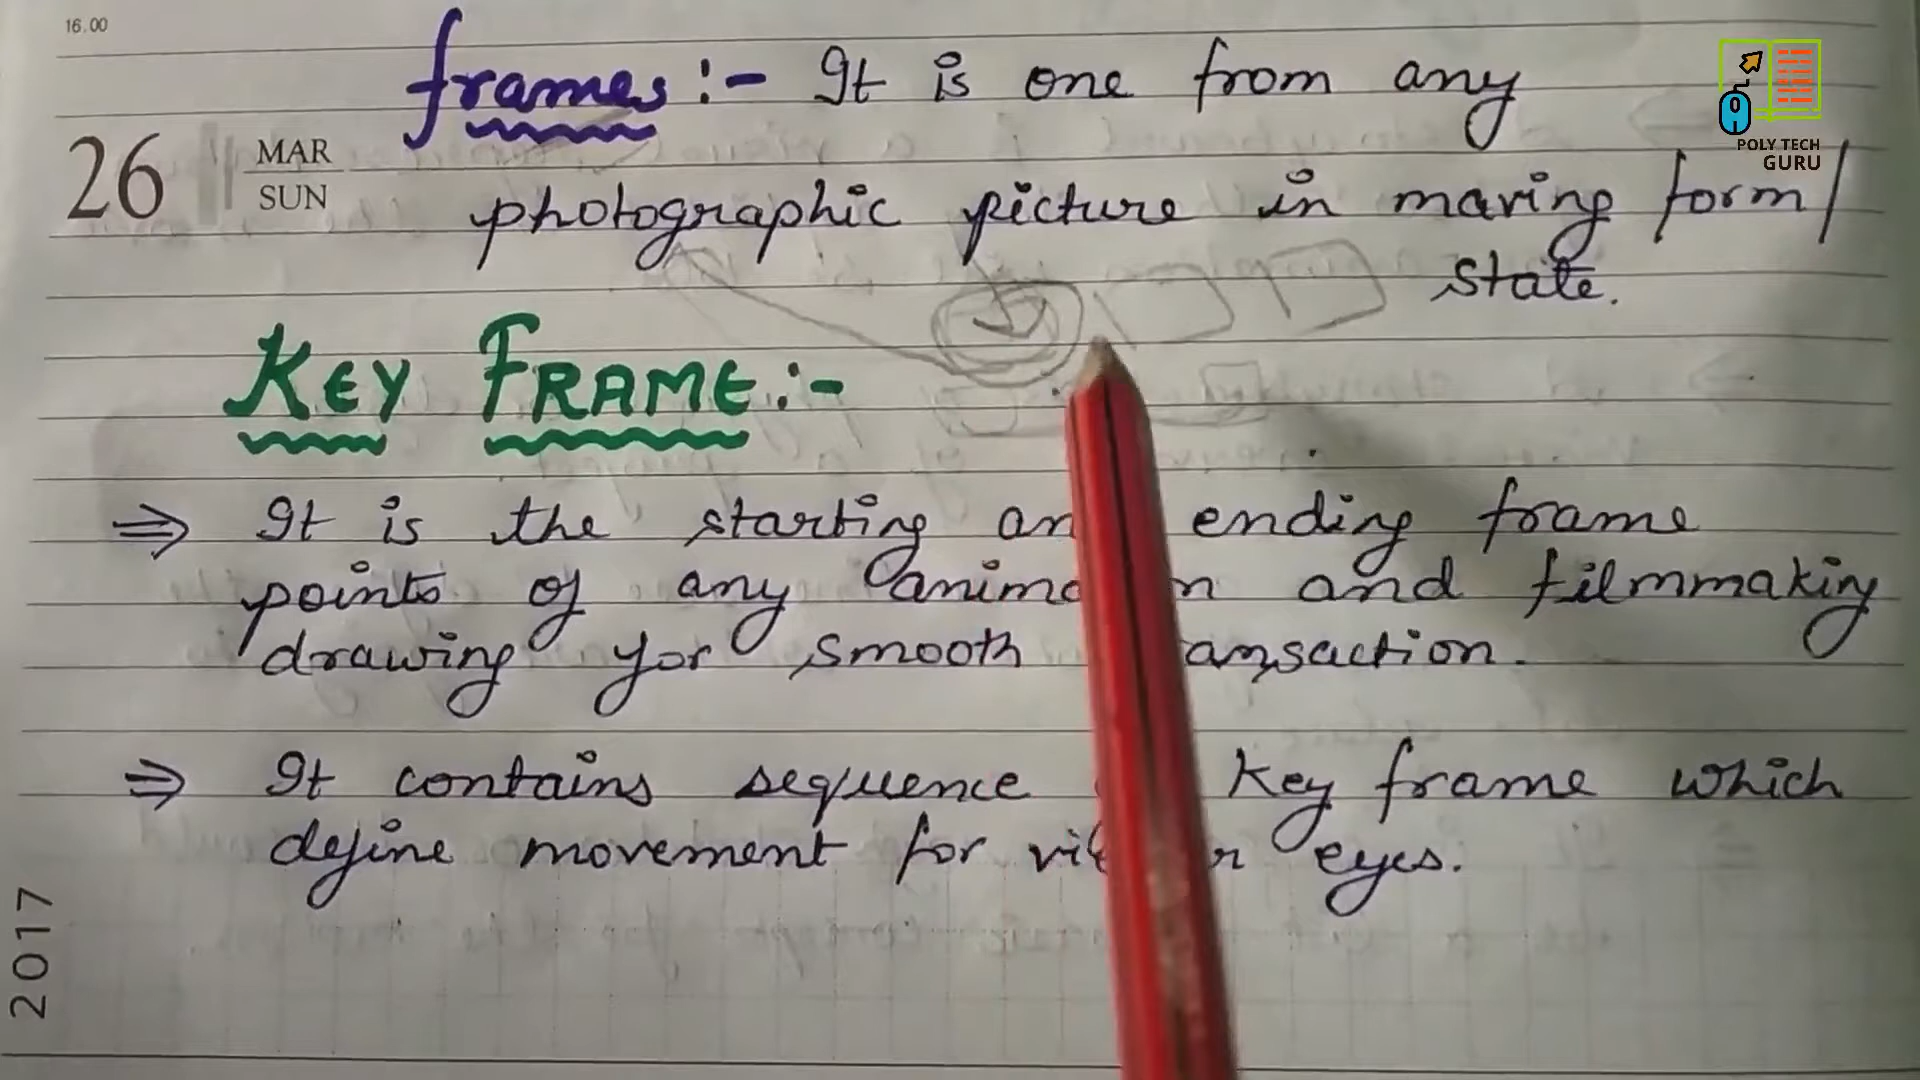 16.00
frames :- It is one from any
POLY TECH
GURU
26 MAR
SUN
photographic picture in moving form/
state.
KEY FRAME :-
⇒ It is the starting an ending frame
points of any and filmmaking
drawing for smooth ansaction.
⇒ It contains sequence key frame which
define movement for eyes.
2017